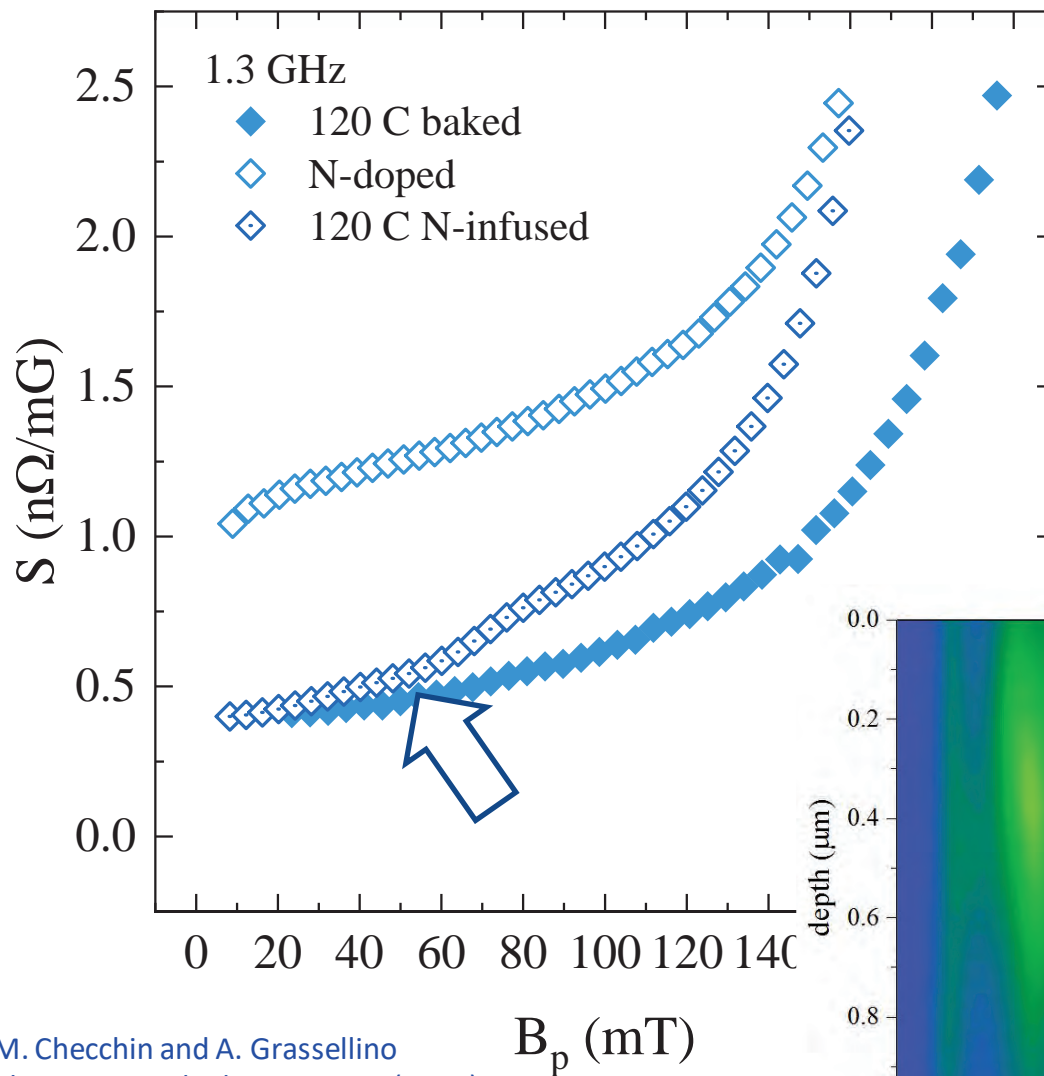 1.3 GHz
120 C baked
N-doped
120 C N-infused
S (nΩ/mG)
2.5
2.0
1.5
1.0
0.5
0.0
0 20 40 60 80 100 120 140
B_p (mT)
depth (μm)
0.0
0.2
0.4
0.6
0.8
M. Checchin and A. Grassellino